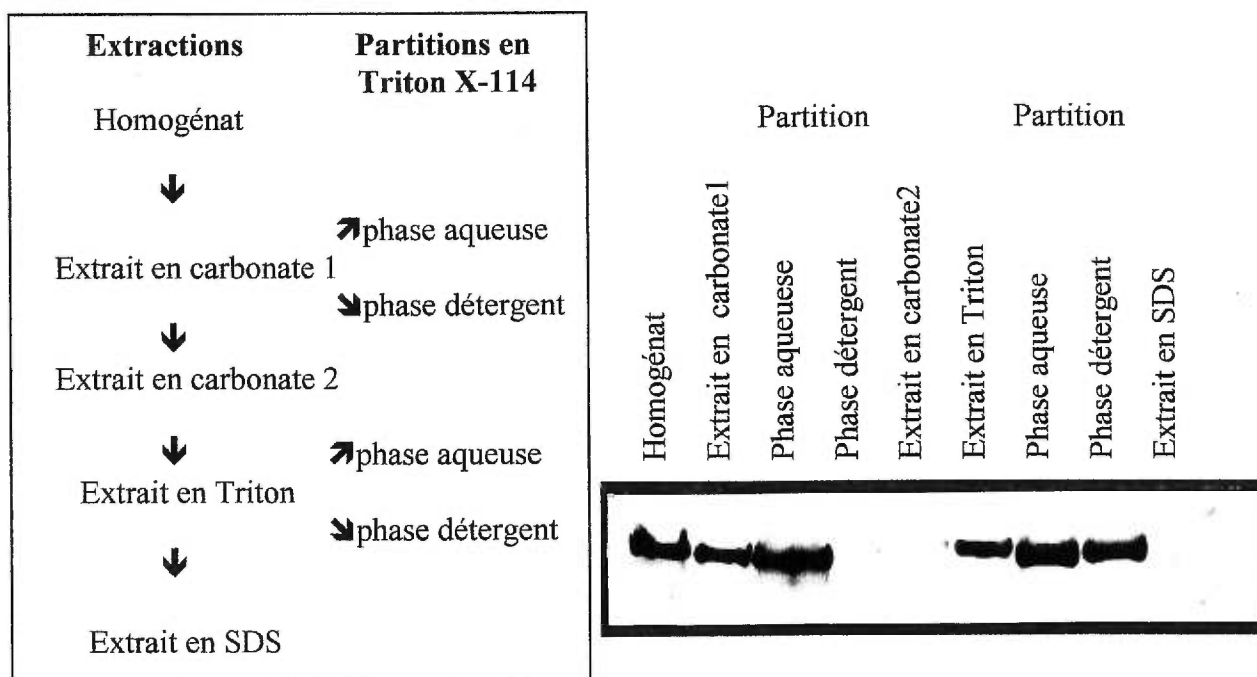 Extractions
Partitions en
Triton X-114
Homogénat
phase aqueuse
Extrait en carbonate 1
phase détergent
Extrait en carbonate 2
phase aqueuse
Extrait en Triton
phase détergent
Extrait en SDS
Partition
Partition
Homogénat
Extrait en carbonate1
Phase aqueuese
Phase détergent
Extrait en carbonate2
Extrait en Triton
Phase aqueuse
Phase détergent
Extrait en SDS